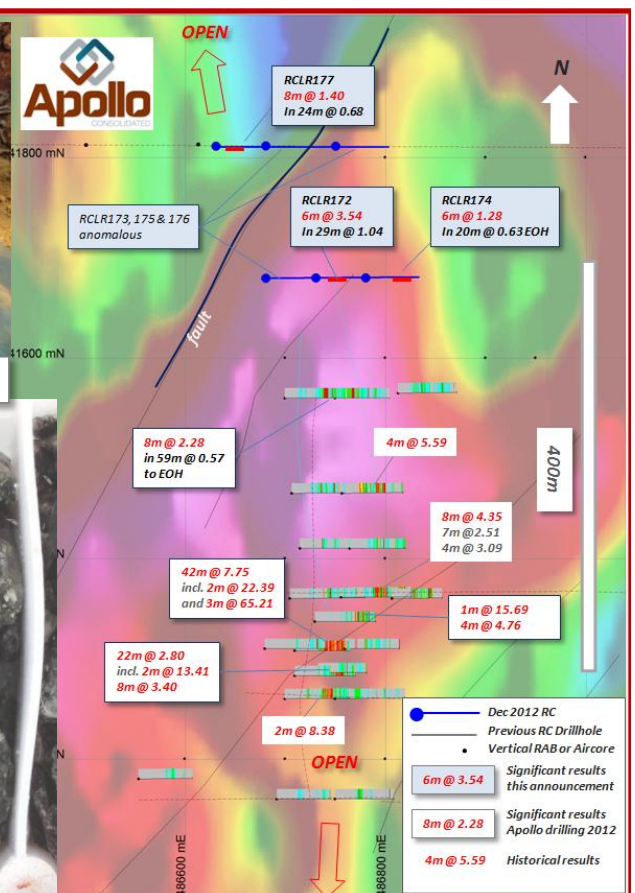 Apollo
CONSOLIDATED
OPEN
N
RCLR177
8m @ 1.40
In 24m @ 0.68
41800 mN
RCLR173, 175 & 176
anomalous
RCLR172
6m @ 3.54
In 29m @ 1.04
RCLR174
6m @ 1.28
In 20m @ 0.63 EOH
fault
41600 mN
8m @ 2.28
in 59m @ 0.57
to EOH
4m @ 5.59
400m
8m @ 4.35
7m @ 2.51
4m @ 3.09
N
42m @ 7.75
incl. 2m @ 22.39
and 3m @ 65.21
1m @ 15.69
4m @ 4.76
22m @ 2.80
incl. 2m @ 13.41
8m @ 3.40
2m @ 8.38
OPEN
N
486600 mE
486800 mE
Dec 2012 RC
Previous RC Drillhole
Vertical RAB or Aircore
6m @ 3.54
Significant results
this announcement
8m @ 2.28
Significant results
Apollo drilling 2012
4m @ 5.59
Historical results